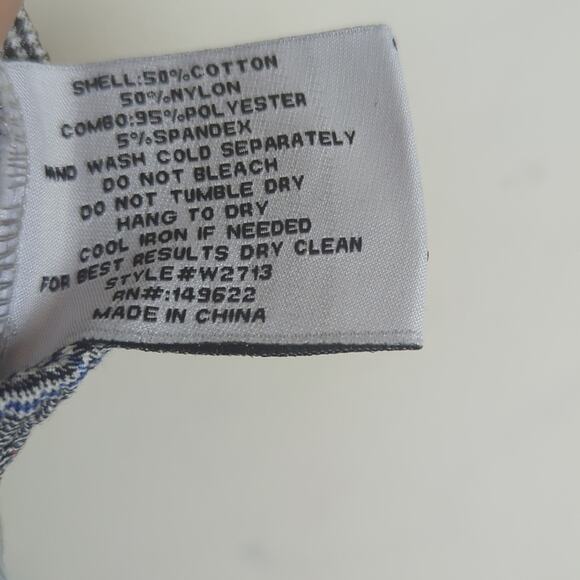 SHELL:50%COTTON
50%NYLON
COMBO:95%POLYESTER
5%SPANDEX
HAND WASH COLD SEPARATELY
DO NOT BLEACH
DO NOT TUMBLE DRY
HANG TO DRY
COOL IRON IF NEEDED
FOR BEST RESULTS DRY CLEAN
STYLE#W2713
RN#:149622
MADE IN CHINA